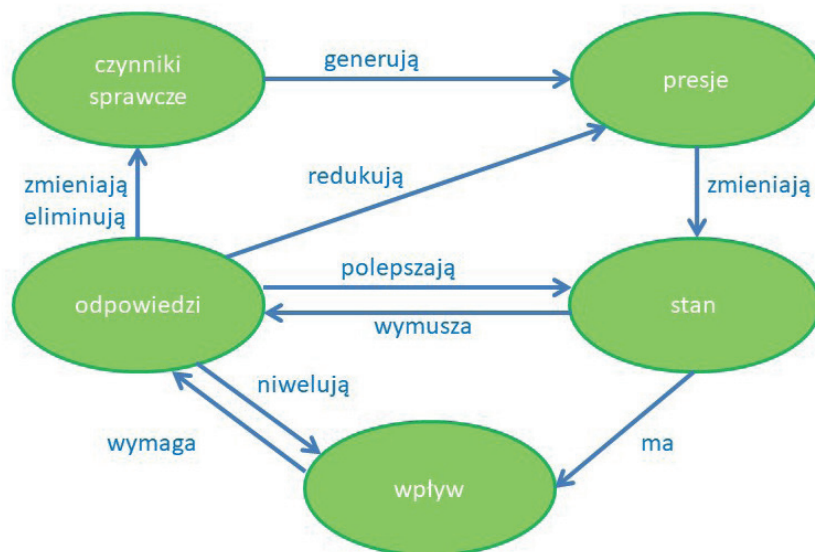 czynniki
sprawcze
generują
presje
zmieniają
eliminują
redukują
zmieniają
odpowiedzi
polepszają
wymusza
stan
niwelują
wymaga
ma
wpływ